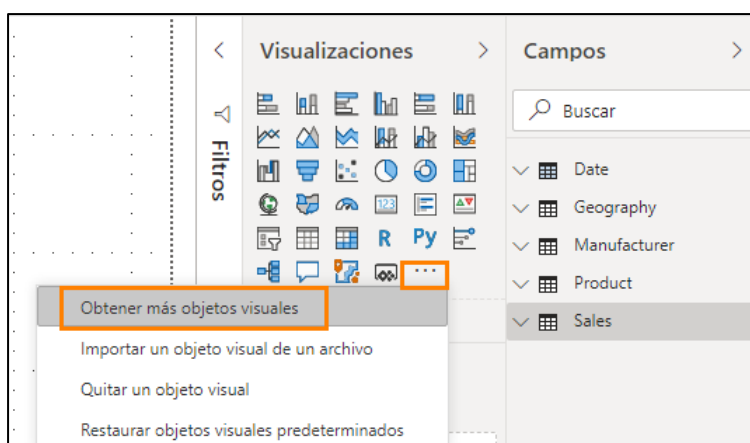 Visualizaciones
Campos
Buscar
Filtros
123
R
Py
...
Date
Geography
Manufacturer
Product
Sales
Obtener más objetos visuales
Importar un objeto visual de un archivo
Quitar un objeto visual
Restaurar objetos visuales predeterminados